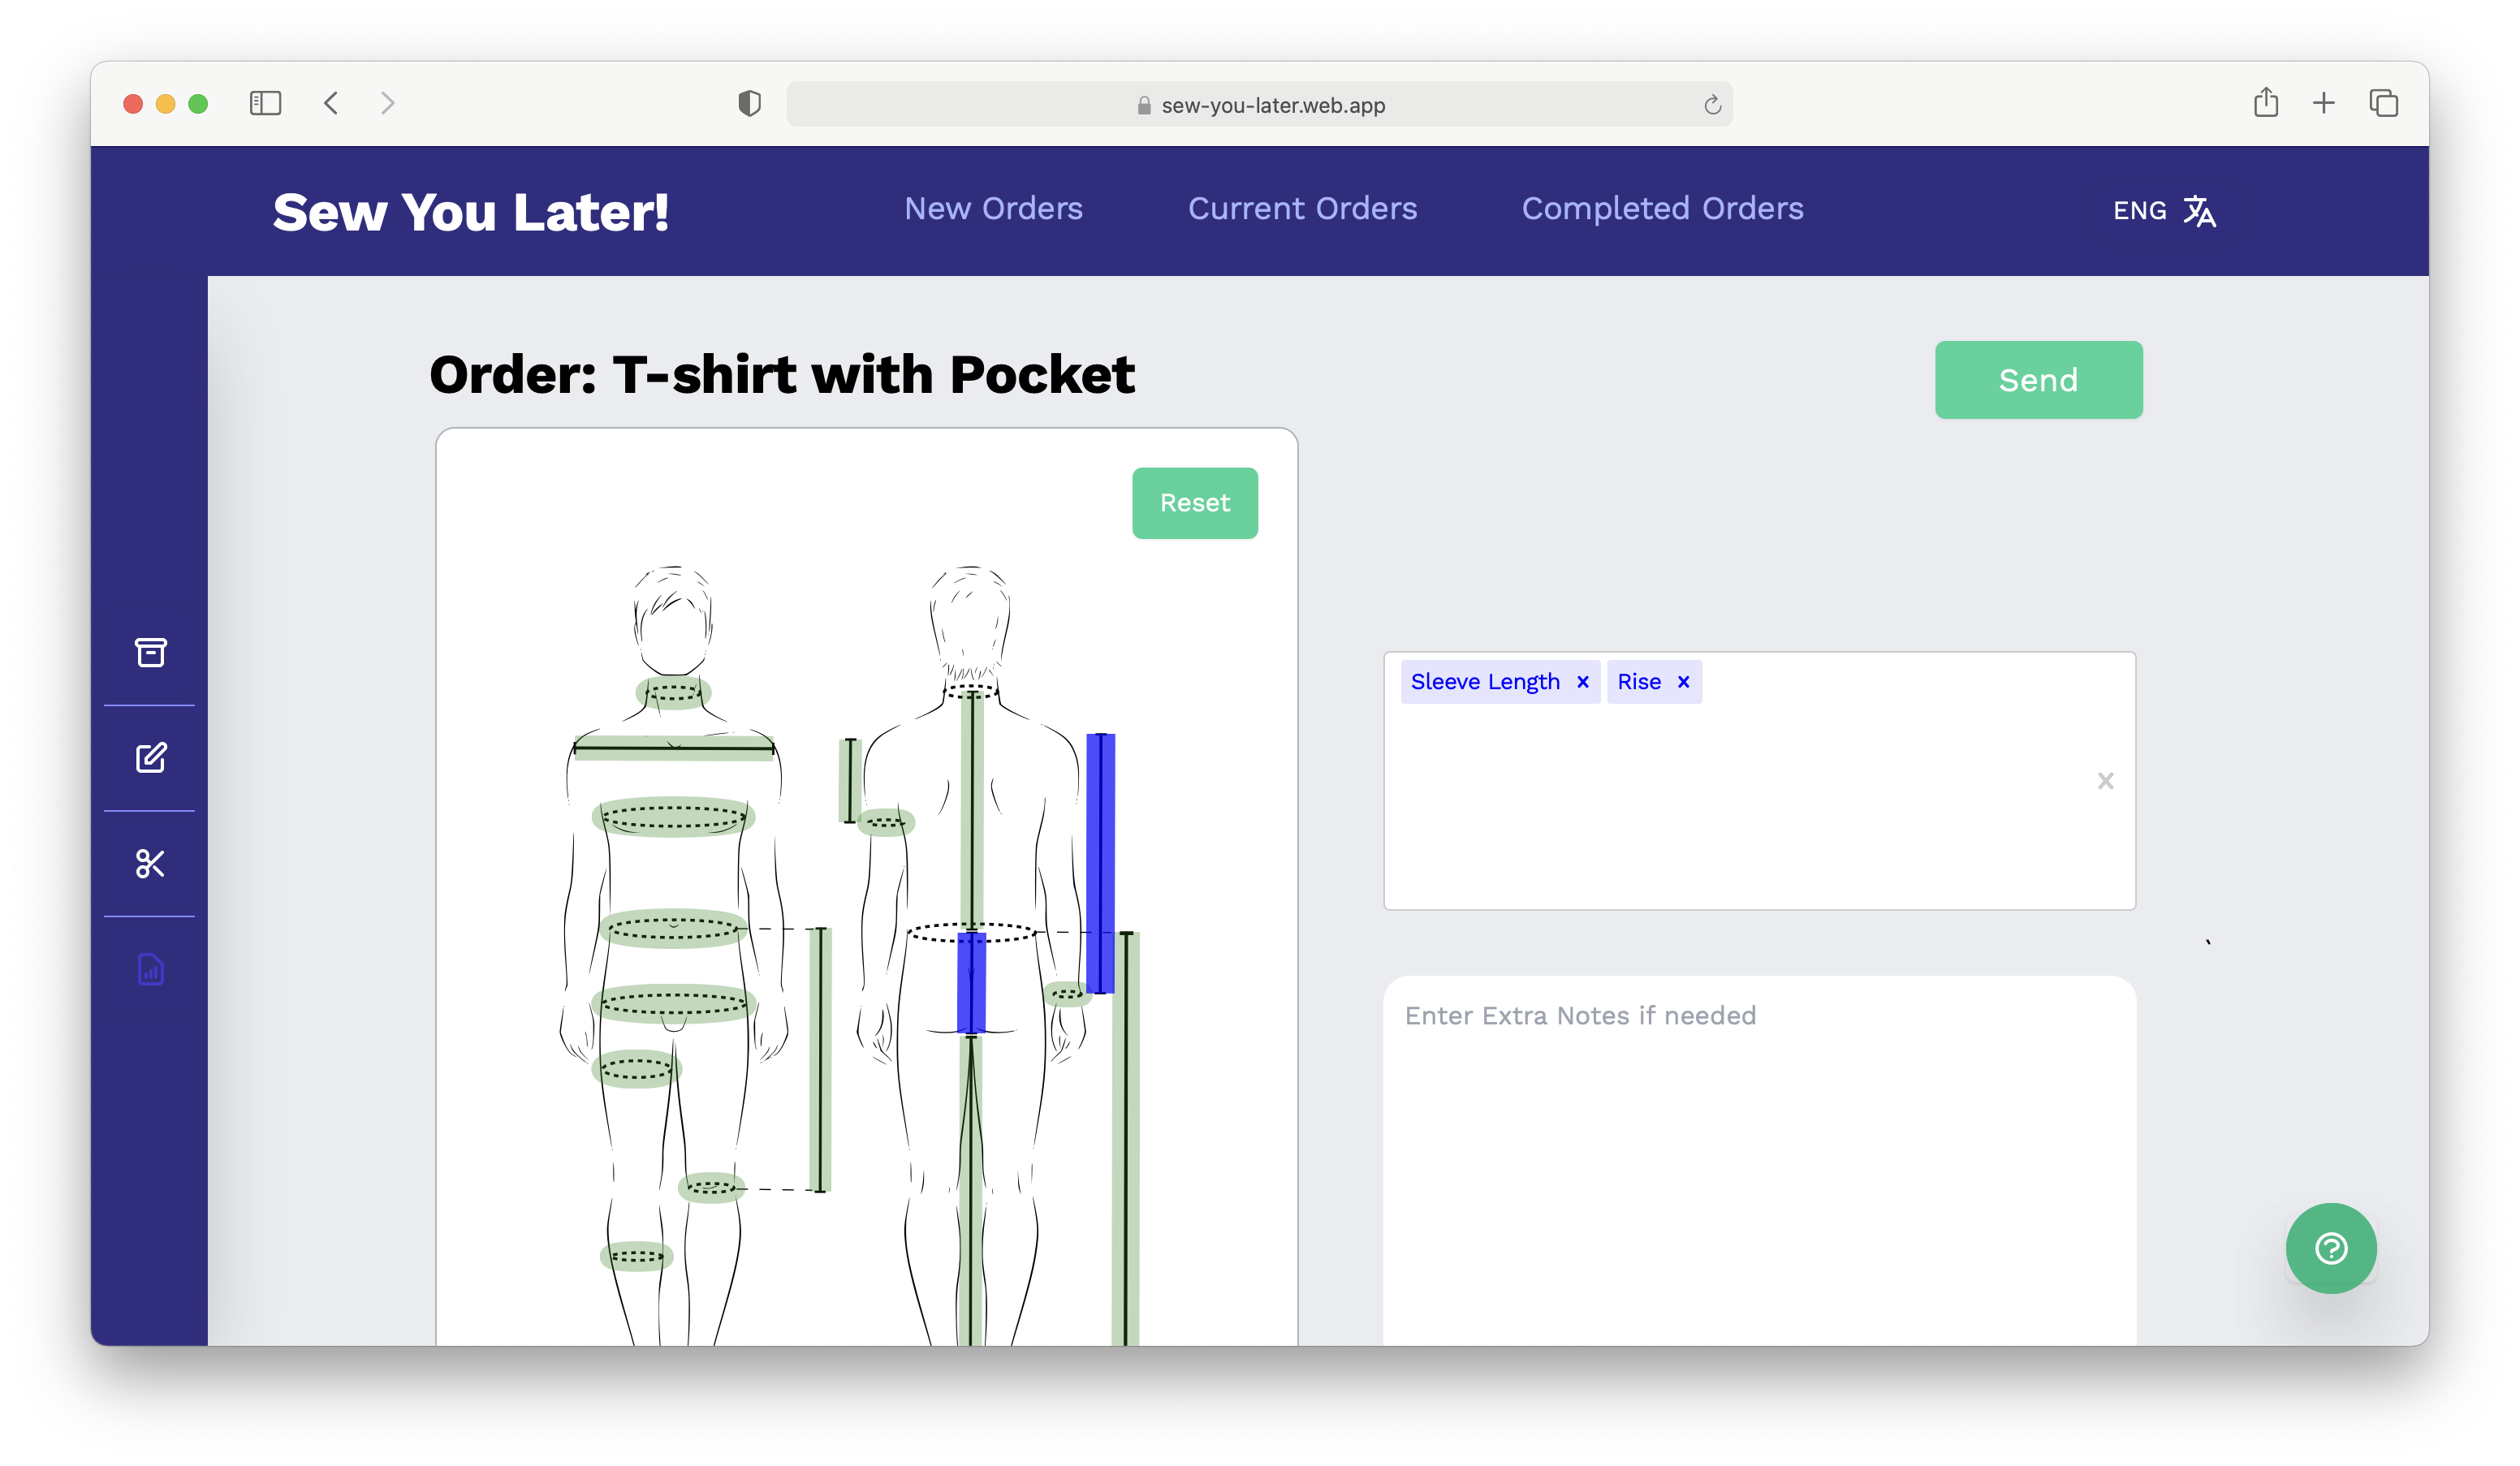 sew-you-later.web.app
Sew You Later!
New Orders
Current Orders
Completed Orders
ENG
Order: T-shirt with Pocket
Send
Reset
Sleeve Length × Rise ×
Enter Extra Notes if needed